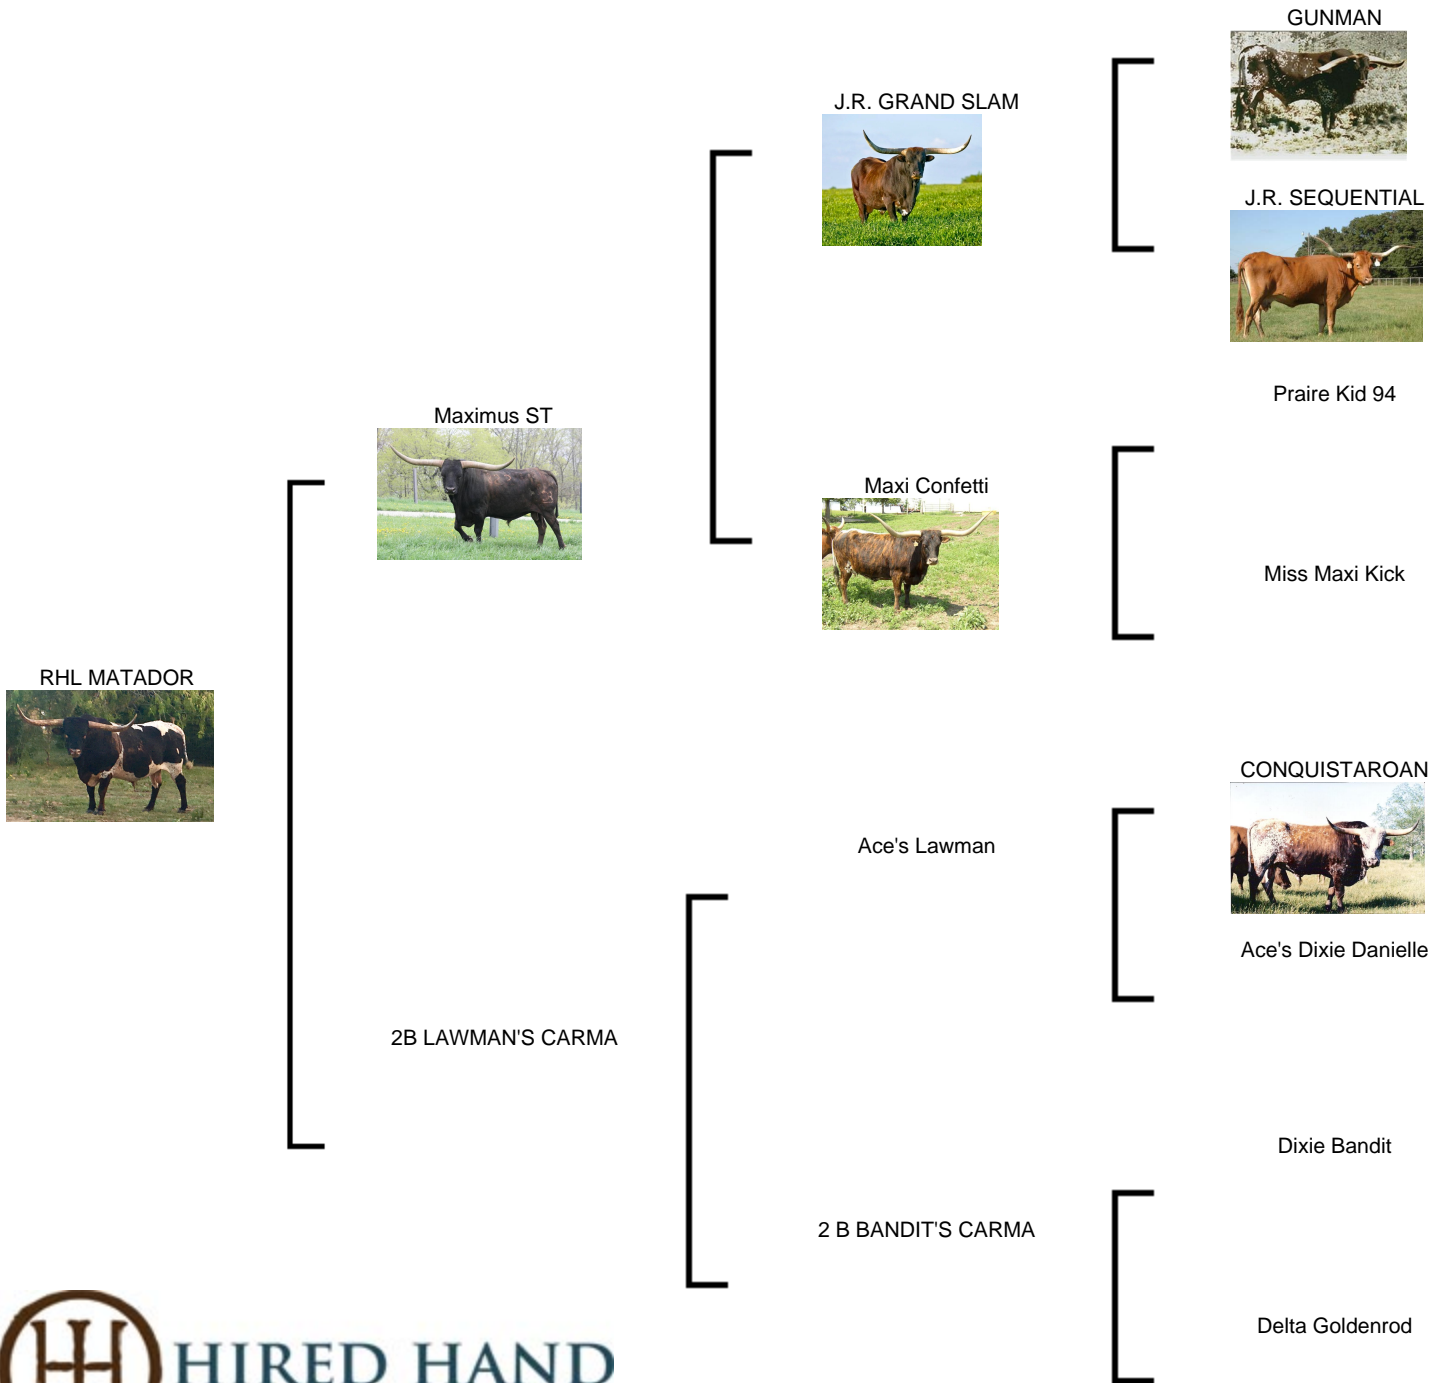 GUNMAN
J.R. GRAND SLAM
J.R. SEQUENTIAL
Praire Kid 94
Maximus ST
Maxi Confetti
Miss Maxi Kick
RHL MATADOR
CONQUISTAROAN
Ace's Lawman
Ace's Dixie Danielle
2B LAWMAN'S CARMA
Dixie Bandit
2 B BANDIT'S CARMA
Delta Goldenrod
HIRED HAND